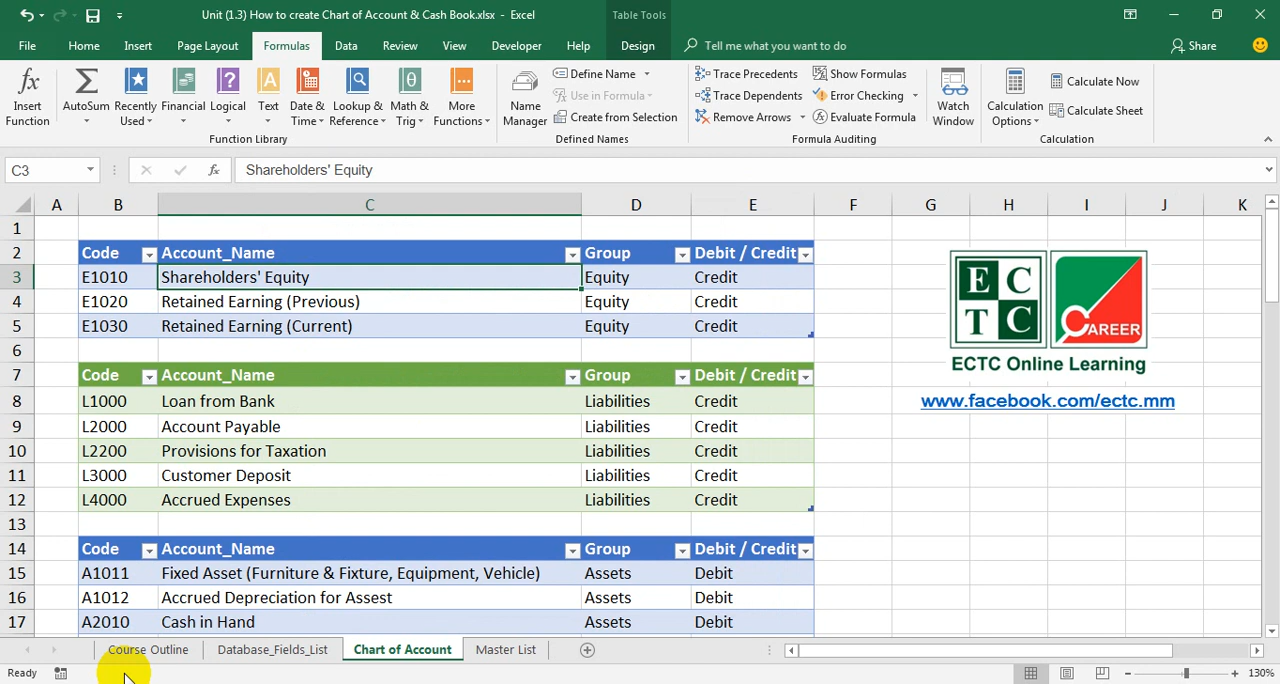 Unit (1.3) How to create Chart of Account & Cash Book.xlsx - Excel
Table Tools
File Home Insert Page Layout Formulas Data Review View Developer Help Design Tell me what you want to do Share
Insert Function
AutoSum
Recently Used
Financial
Logical
Text
Date & Time
Lookup & Reference
Math & Trig
More Functions
Function Library
Name Manager
Define Name
Use in Formula
Create from Selection
Defined Names
Trace Precedents
Trace Dependents
Remove Arrows
Show Formulas
Error Checking
Evaluate Formula
Formula Auditing
Watch Window
Calculation Options
Calculate Now
Calculate Sheet
Calculation
C3 fx Shareholders' Equity
A B C D E F G H I J K
1
2 Code Account_Name Group Debit / Credit
3 E1010 Shareholders' Equity Equity Credit
4 E1020 Retained Earning (Previous) Equity Credit
5 E1030 Retained Earning (Current) Equity Credit
6
7 Code Account_Name Group Debit / Credit
8 L1000 Loan from Bank Liabilities Credit
9 L2000 Account Payable Liabilities Credit
10 L2200 Provisions for Taxation Liabilities Credit
11 L3000 Customer Deposit Liabilities Credit
12 L4000 Accrued Expenses Liabilities Credit
13
14 Code Account_Name Group Debit / Credit
15 A1011 Fixed Asset (Furniture & Fixture, Equipment, Vehicle) Assets Debit
16 A1012 Accrued Depreciation for Assest Assets Debit
17 A2010 Cash in Hand Assets Debit
E C
T C
CAREER
ECTC Online Learning
www.facebook.com/ectc.mm
Course Outline Database_Fields_List Chart of Account Master List
Ready 130%